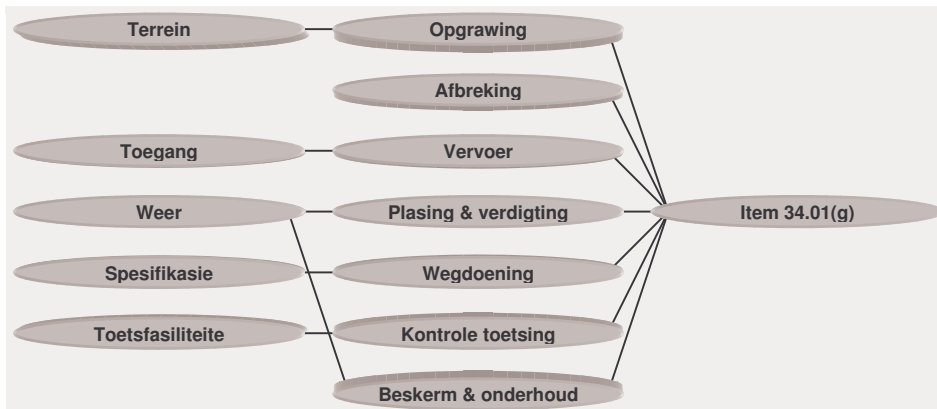 Terrein
Opgrawing
Afbreking
Toegang
Vervoer
Weer
Plasing & verdigting
Item 34.01(g)
Spesifikasie
Wegdoening
Toetsfasiliteite
Kontrole toetsing
Beskerm & onderhoud